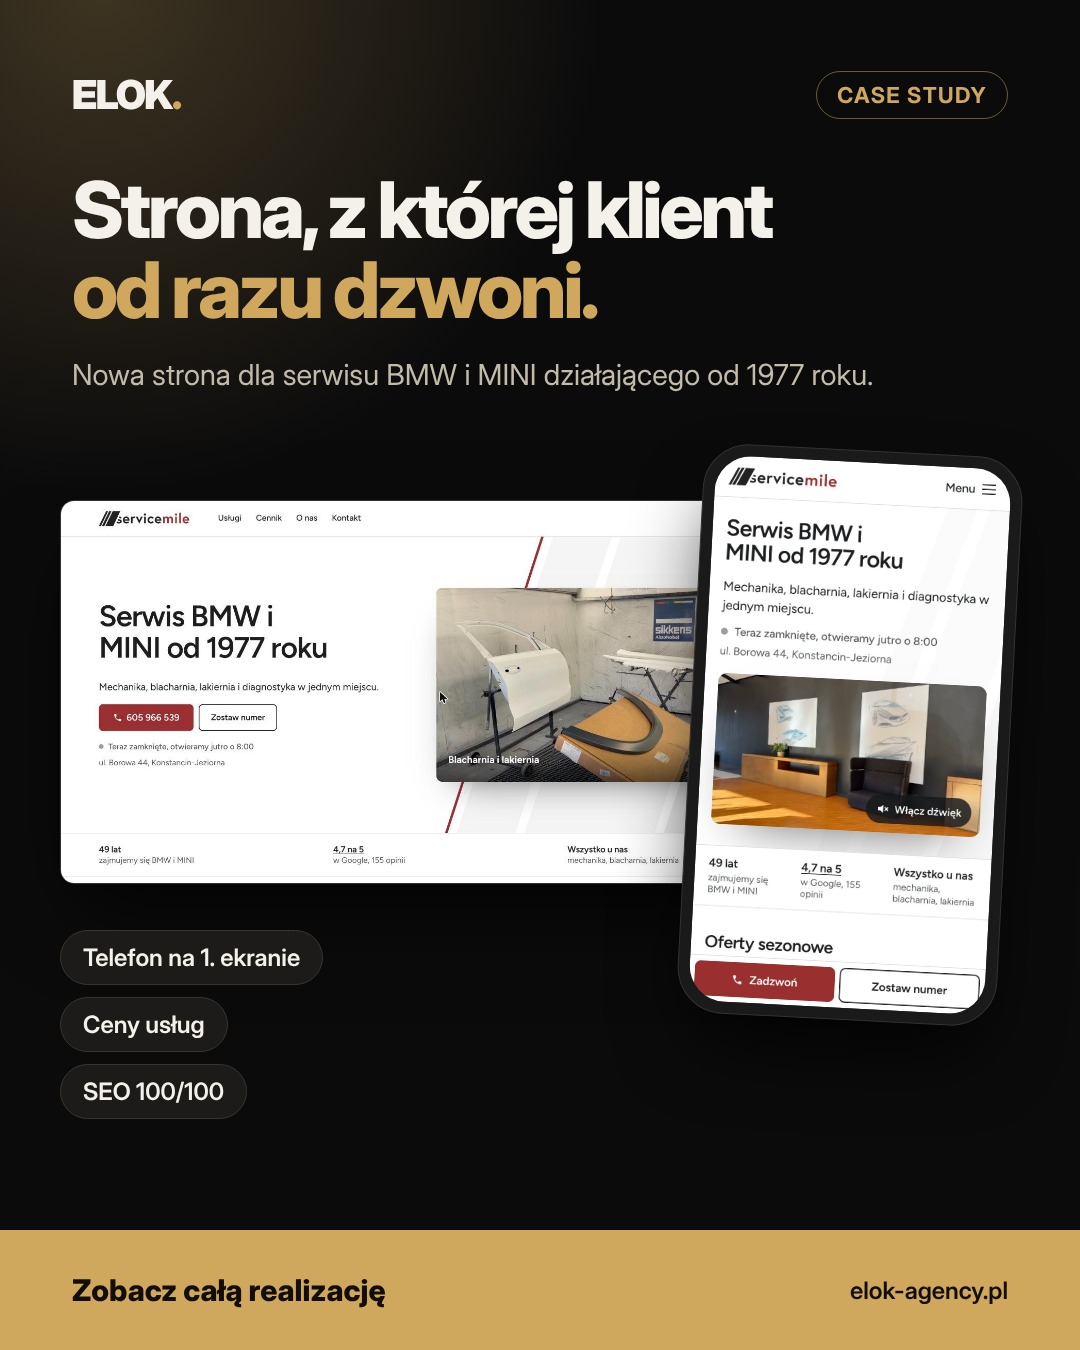 ELOK.
CASE STUDY
Strona, z której klient
od razu dzwoni.
Nowa strona dla serwisu BMW i MINI działającego od 1977 roku.
servicemile
Usługi Cennik O nas Kontakt
Serwis BMW i
MINI od 1977 roku
Mechanika, blacharnia, lakiernia i diagnostyka w jednym miejscu.
605 966 539
Zostaw numer
Teraz zamknięte, otwieramy jutro o 8:00
ul. Borowa 44, Konstancin-Jeziorna
sikkens
Blacharnia i lakiernia
49 lat
zajmujemy się BMW i MINI
4,7 na 5
w Google, 155 opinii
Wszystko u nas
mechanika, blacharnia, lakiernia
servicemile
Menu
Serwis BMW i
MINI od 1977 roku
Mechanika, blacharnia, lakiernia i diagnostyka w
jednym miejscu.
Teraz zamknięte, otwieramy jutro o 8:00
ul. Borowa 44, Konstancin-Jeziorna
Włącz dźwięk
49 lat
zajmujemy się
BMW i MINI
4,7 na 5
w Google, 155
opinii
Wszystko u nas
mechanika,
blacharnia, lakiernia
Oferty sezonowe
Zadzwoń
Zostaw numer
Telefon na 1. ekranie
Ceny usług
SEO 100/100
Zobacz całą realizację
elok-agency.pl